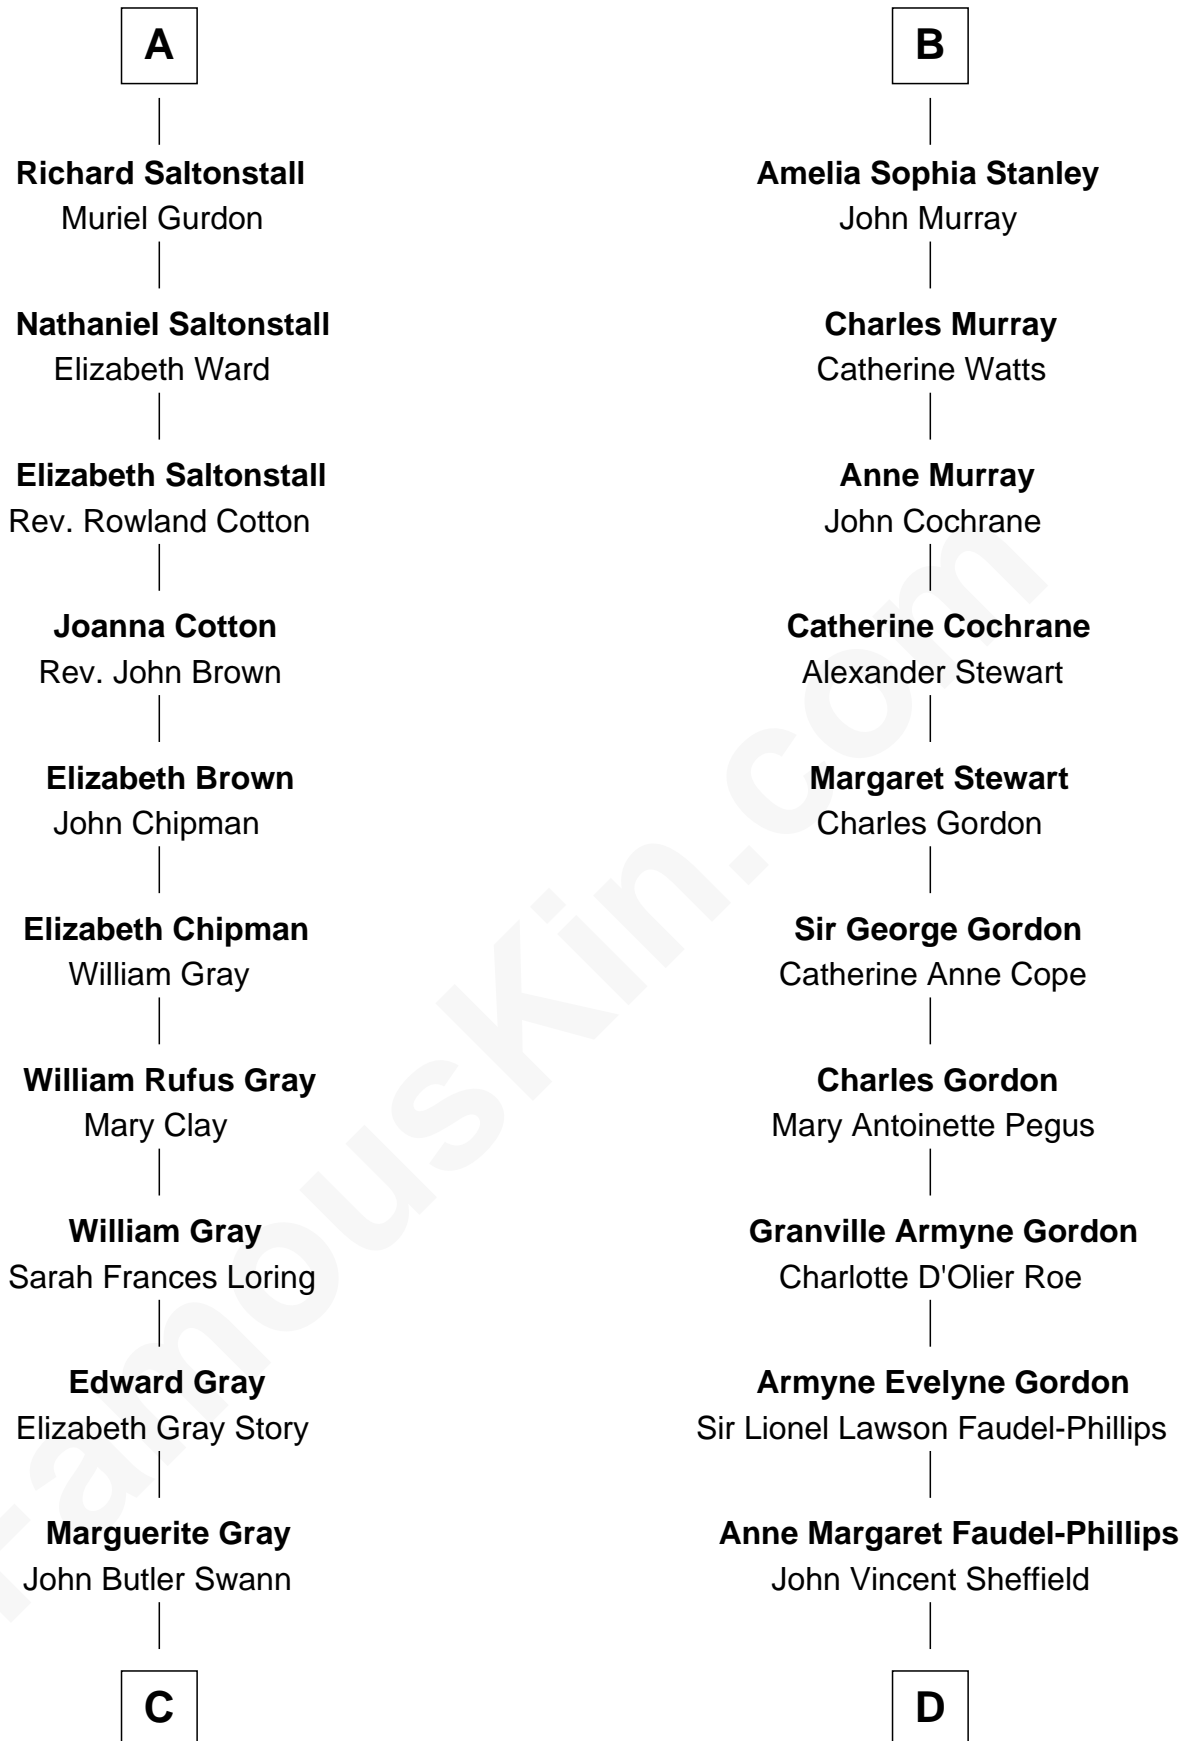 A
Richard Saltonstall
Muriel Gurdon
Nathaniel Saltonstall
Elizabeth Ward
Elizabeth Saltonstall
Rev. Rowland Cotton
Joanna Cotton
Rev. John Brown
Elizabeth Brown
John Chipman
Elizabeth Chipman
William Gray
William Rufus Gray
Mary Clay
William Gray
Sarah Frances Loring
Edward Gray
Elizabeth Gray Story
Marguerite Gray
John Butler Swann
C
B
Amelia Sophia Stanley
John Murray
Charles Murray
Catherine Watts
Anne Murray
John Cochrane
Catherine Cochrane
Alexander Stewart
Margaret Stewart
Charles Gordon
Sir George Gordon
Catherine Anne Cope
Charles Gordon
Mary Antoinette Pegus
Granville Armyne Gordon
Charlotte D'Olier Roe
Armyne Evelyne Gordon
Sir Lionel Lawson Faudel-Phillips
Anne Margaret Faudel-Phillips
John Vincent Sheffield
D
FamousKin.com